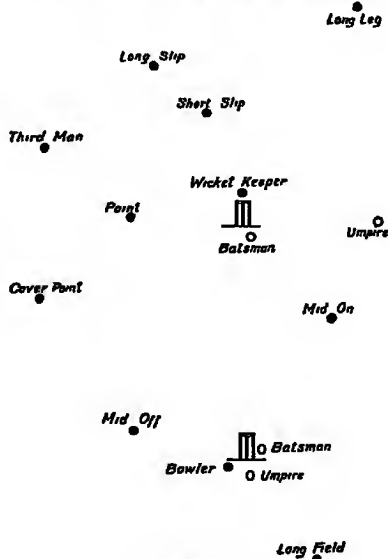 Long Leg
Long Slip
Short Slip
Third Man
Wicket Keeper
Point
Umpire
Batsman
Cover Point
Mid On
Mid Off
Batsman
Bowler
Umpire
Long Field